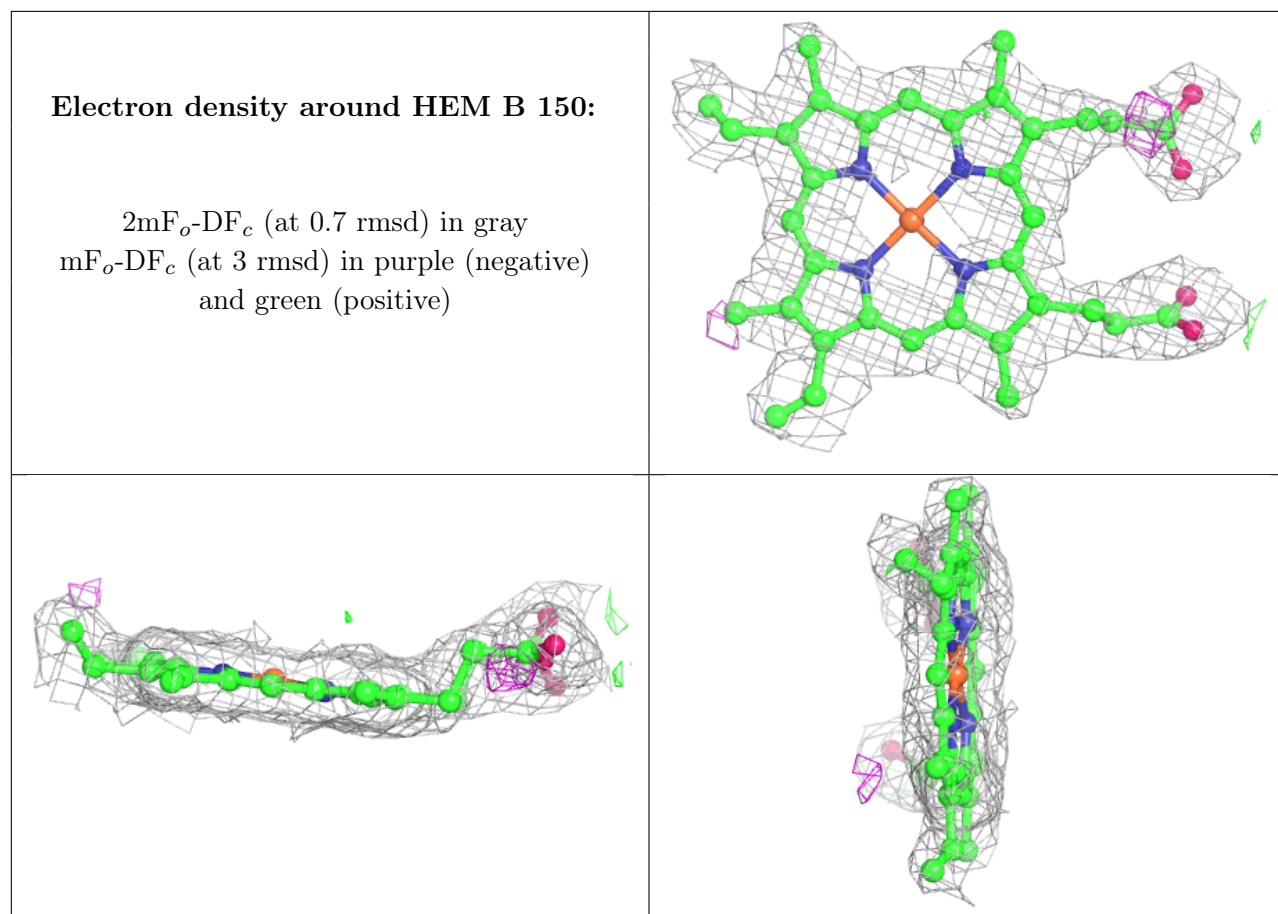 Electron density around HEM B 150:
2mFo-DFc (at 0.7 rmsd) in gray
mFo-DFc (at 3 rmsd) in purple (negative)
and green (positive)